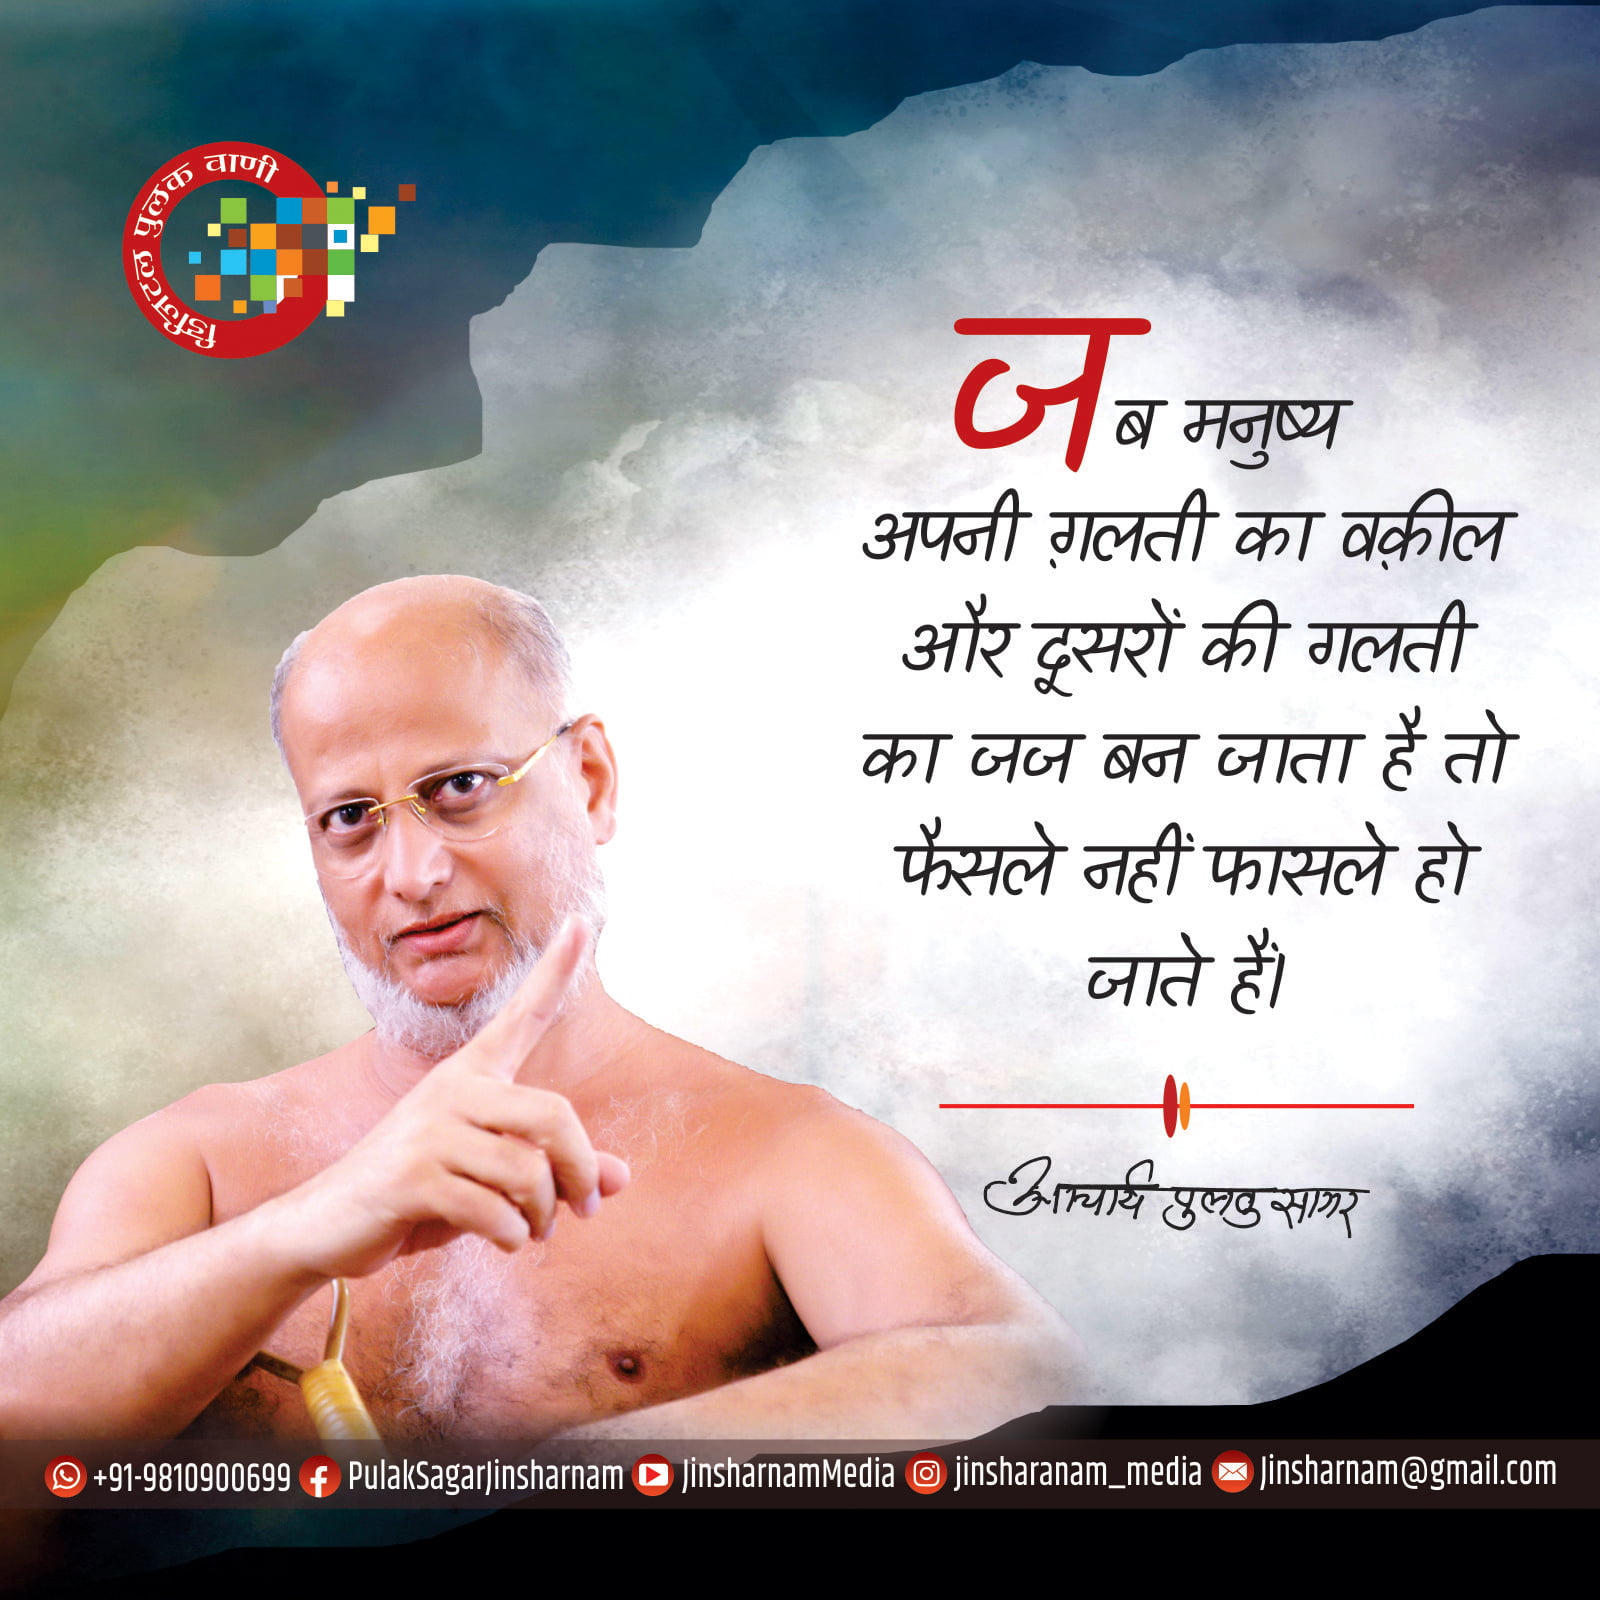 डिजिटल पुलक वाणी
जब मनुष्य
अपनी ग़लती का वक़ील
और दूसरों की गलती
का जज बन जाता है तो
फैसले नहीं फासले हो
जाते हैं।
आचार्य पुलक सागर
+91-9810900699 PulakSagarJinsharnam JinsharnamMedia jinsharanam_media Jinsharnam@gmail.com